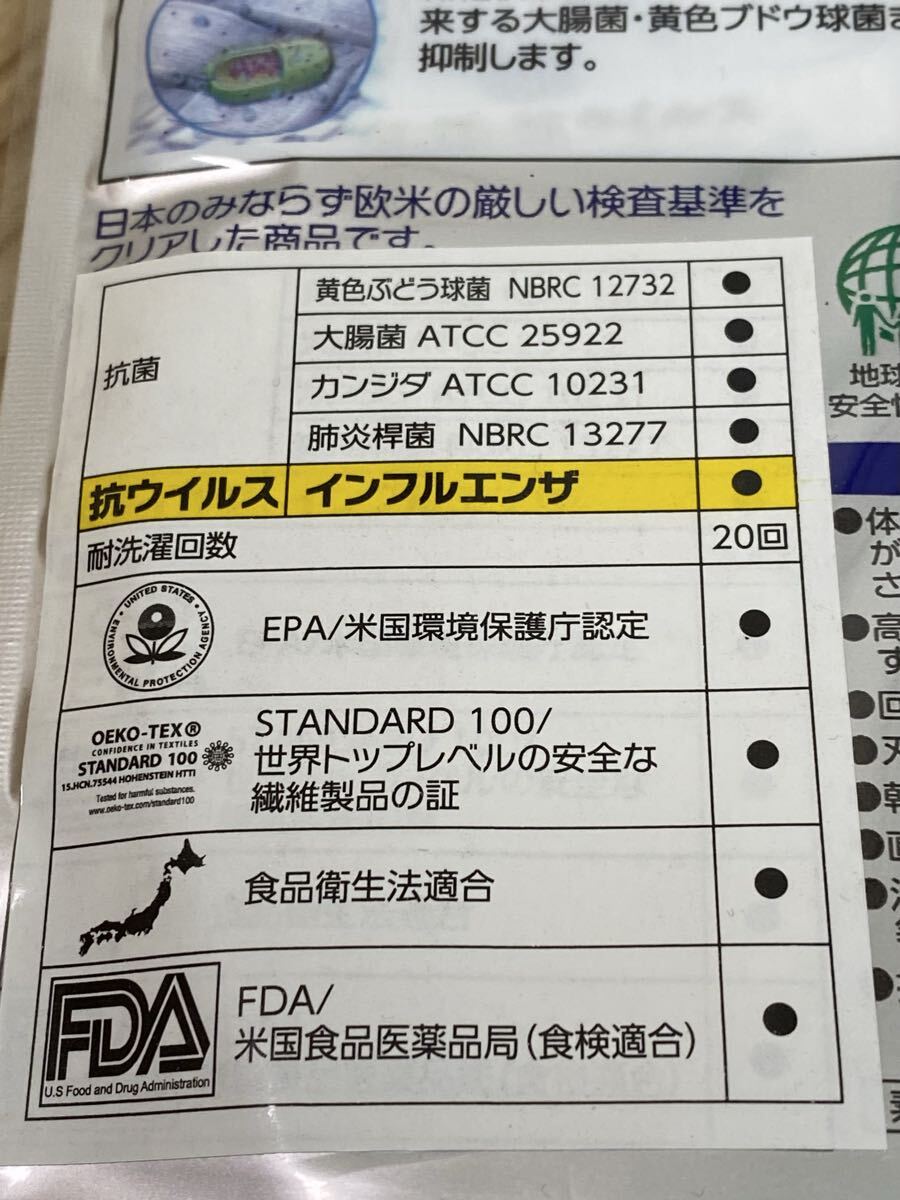 来する大腸菌・黄色ブドウ球菌
抑制します。
日本のみならず欧米の厳しい検査基準を
クリアした商品です。
抗菌
黄色ぶどう球菌 NBRC 12732 ●
大腸菌 ATCC 25922 ●
カンジダ ATCC 10231 ●
肺炎桿菌 NBRC 13277 ●
抗ウイルス インフルエンザ ●
耐洗濯回数 20回
UNITED STATES
ENVIRONMENTAL PROTECTION AGENCY
EPA/米国環境保護庁認定 ●
OEKO-TEX®
CONFIDENCE IN TEXTILES
STANDARD 100
15.HCN.75544 HOHENSTEIN HTTI
Tested for harmful substances.
www.oeko-tex.com/standard100
STANDARD 100/
世界トップレベルの安全な
繊維製品の証 ●
食品衛生法適合 ●
FDA
U.S Food and Drug Administration
FDA/
米国食品医薬品局(食検適合) ●
地球
安全性
●体
が
さ
●高
す
●回